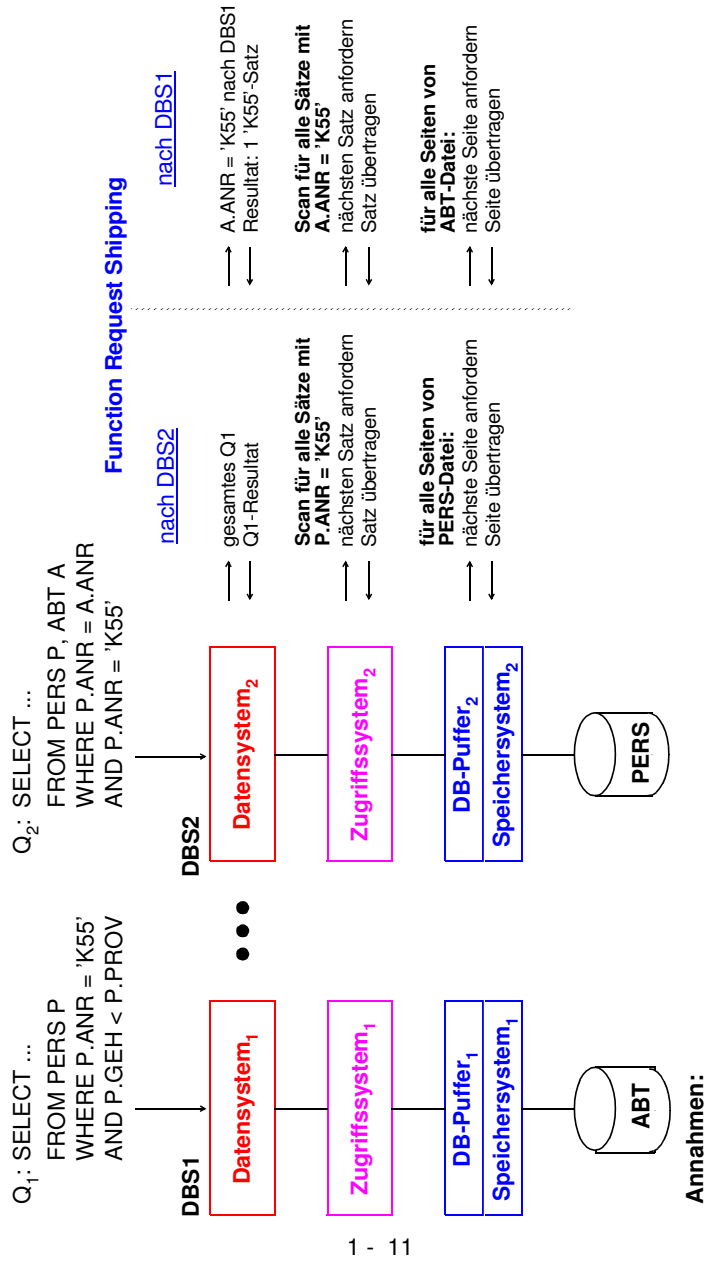 Q1: SELECT ...
FROM PERS P
WHERE P.ANR = 'K55'
AND P.GEH < P.PROV
Q2: SELECT ...
FROM PERS P, ABT A
WHERE P.ANR = A.ANR
AND P.ANR = 'K55'
Function Request Shipping
nach DBS2
nach DBS1
DBS1
Datensystem1
Zugriffssystem1
DB-Puffer1
Speichersystem1
ABT
DBS2
Datensystem2
Zugriffssystem2
DB-Puffer2
Speichersystem2
PERS
gesamtes Q1
Q1-Resultat
Scan für alle Sätze mit
P.ANR = 'K55'
nächsten Satz anfordern
Satz übertragen
für alle Seiten von
PERS-Datei:
nächste Seite anfordern
Seite übertragen
A.ANR = 'K55' nach DBS1
Resultat: 1 'K55'-Satz
Scan für alle Sätze mit
A.ANR = 'K55'
nächsten Satz anfordern
Satz übertragen
für alle Seiten von
ABT-Datei:
nächste Seite anfordern
Seite übertragen
Annahmen:
1 - 11